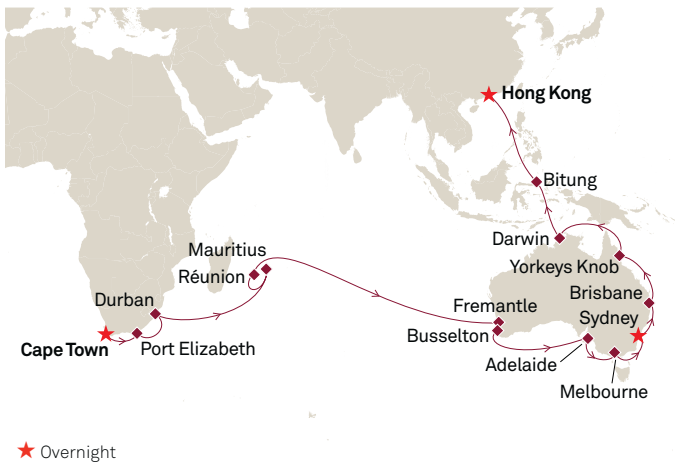 Hong Kong
Bitung
Darwin
Mauritius
Yorkeys Knob
Réunion
Brisbane
Durban
Fremantle
Sydney
Busselton
Cape Town
Port Elizabeth
Adelaide
Melbourne
Overnight